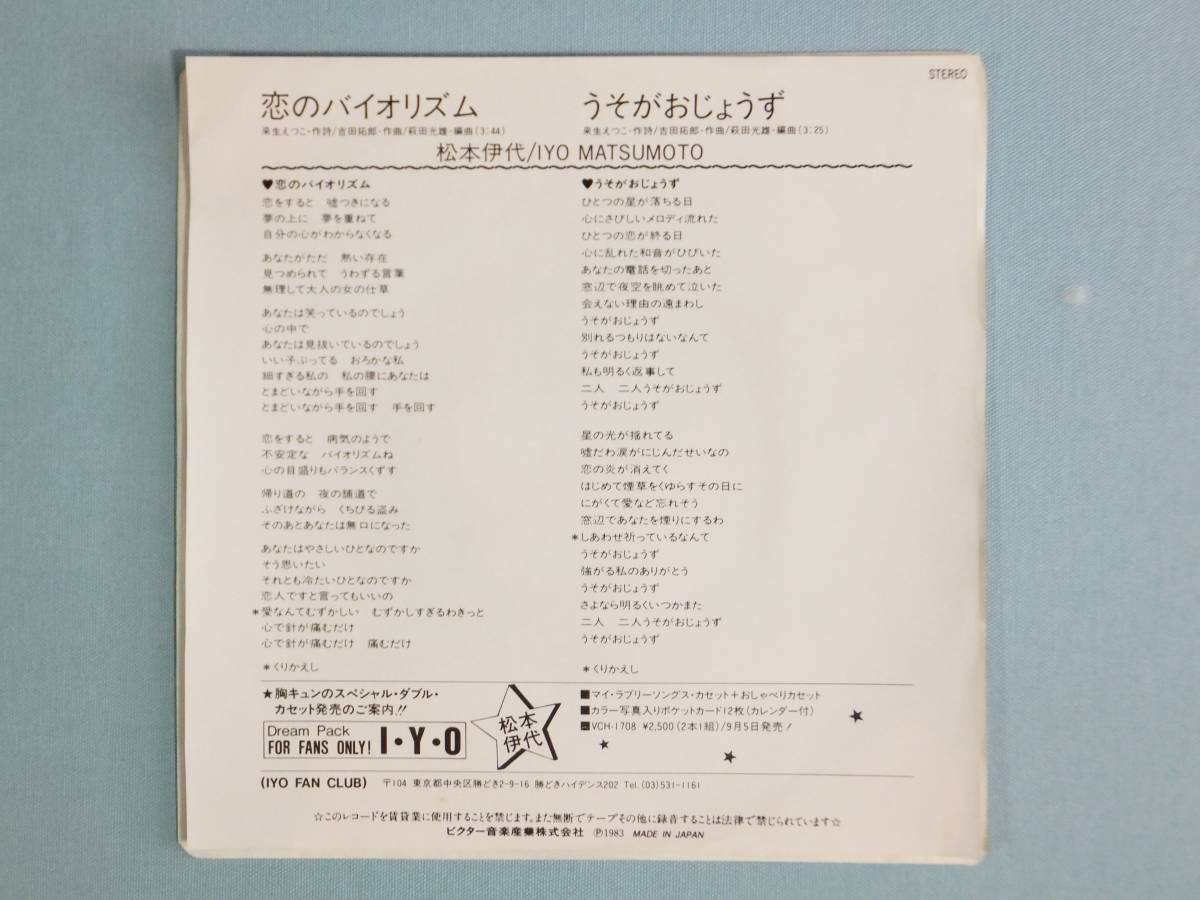 STEREO
恋のバイオリズム
来生えつこ・作詩/吉田拓郎・作曲/萩田光雄・編曲(3:44)
うそがおじょうず
来生えつこ・作詩/吉田拓郎・作曲/萩田光雄・編曲(3:25)
松本伊代/IYO MATSUMOTO
♥恋のバイオリズム
恋をすると 嘘つきになる
夢の上に 夢を重ねて
自分の心がわからなくなる
あなたがただ 熱い存在
見つめられて うわずる言葉
無理して大人の女の仕草
あなたは笑っているのでしょう
心の中で
あなたは見抜いているのでしょう
いい子ぶってる おろかな私
細すぎる私の 私の腰にあなたは
とまどいながら手を回す
とまどいながら手を回す 手を回す
恋をすると 病気のようで
不安定な バイオリズムね
心の目盛りもバランスくずす
帰り道の 夜の舗道で
ふざけながら くちびる盗み
そのあとあなたは無口になった
あなたはやさしいひとなのですか
そう思いたい
それとも冷たいひとなのですか
恋人ですと言ってもいいの
*愛なんてむずかしい むずかしすぎるわきっと
心で針が痛むだけ
心で針が痛むだけ 痛むだけ
*くりかえし
♥うそがおじょうず
ひとつの星が落ちる日
心にさびしいメロディ流れた
ひとつの恋が終る日
心に乱れた和音がひびいた
あなたの電話を切ったあと
窓辺で夜空を眺めて泣いた
会えない理由の遠まわし
うそがおじょうず
別れるつもりはないなんて
うそがおじょうず
私も明るく返事して
二人 二人うそがおじょうず
うそがおじょうず
星の光が揺れてる
嘘だわ涙がにじんだせいなの
恋の炎が消えてく
はじめて煙草をくゆらすその日に
にがくて愛など忘れそう
窓辺であなたを煙りにするわ
*しあわせ祈っているなんて
うそがおじょうず
強がる私のありがとう
うそがおじょうず
さよなら明るくいつかまた
二人 二人うそがおじょうず
うそがおじょうず
*くりかえし
★胸キュンのスペシャル・ダブル・
カセット発売のご案内!!
Dream Pack
FOR FANS ONLY! I・Y・O
松本
伊代
■マイ・ラブリーソングス・カセット+おしゃべりカセット
■カラー写真入りポケットカード12枚(カレンダー付)
■VCH-1708 ¥2,500(2本1組)/9月5日発売!
(IYO FAN CLUB) 〒104 東京都中央区勝どき2-9-16 勝どきハイデンス202 Tel.(03)531-1161
☆このレコードを賃貸業に使用することを禁じます。また無断でテープその他に録音することは法律で禁じられています☆
ビクター音楽産業株式会社 Ⓟ1983 MADE IN JAPAN